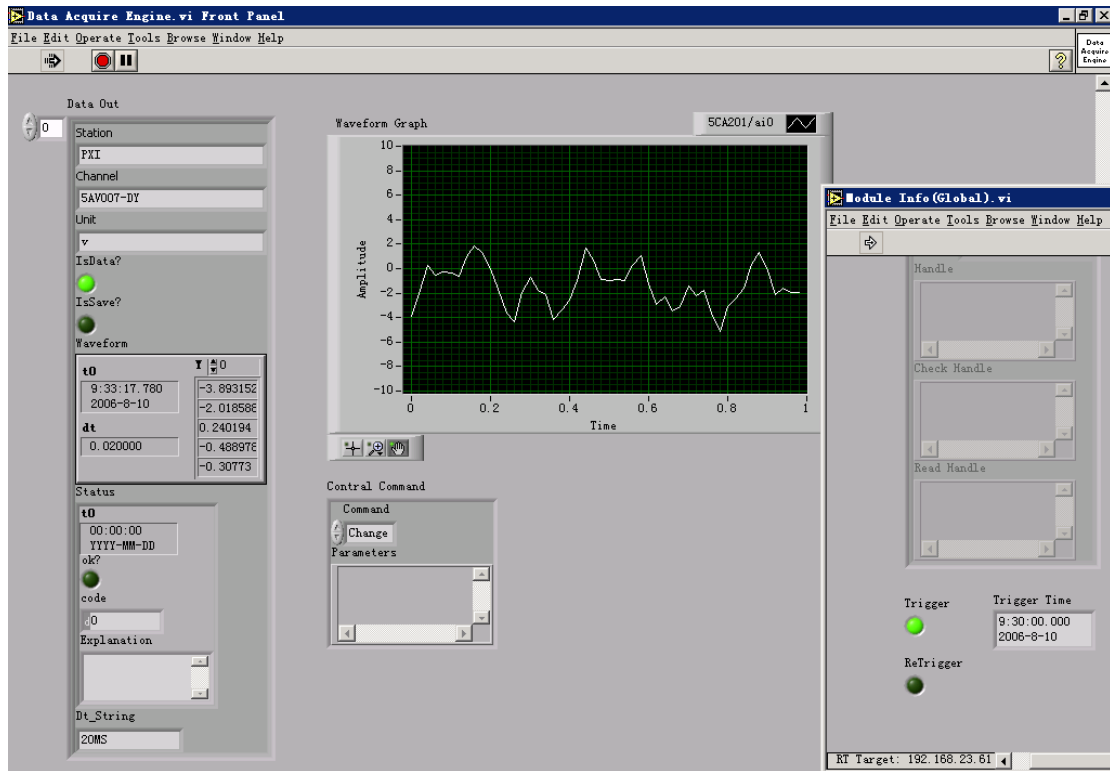 Data Acquire Engine.vi Front Panel
File Edit Operate Tools Browse Window Help
Data
Acquire
Engine
Data Out
0
Station
PXI
Channel
5AV007-DY
Unit
v
IsData?
IsSave?
Waveform
t0
9:33:17.780
2006-8-10
dt
0.020000
Y 0
-3.893152
-2.018588
0.240194
-0.488978
-0.30773
Status
t0
00:00:00
YYYY-MM-DD
ok?
code
d0
Explanation
Dt_String
20MS
Waveform Graph
5CA201/ai0
Amplitude
10
8
6
4
2
0
-2
-4
-6
-8
-10
0 0.2 0.4 0.6 0.8 1
Time
Contral Command
Command
Change
Parameters
Module Info(Global).vi
File Edit Operate Tools Browse Window Help
Handle
Check Handle
Read Handle
Trigger
Trigger Time
9:30:00.000
2006-8-10
ReTrigger
RT Target: 192.168.23.61